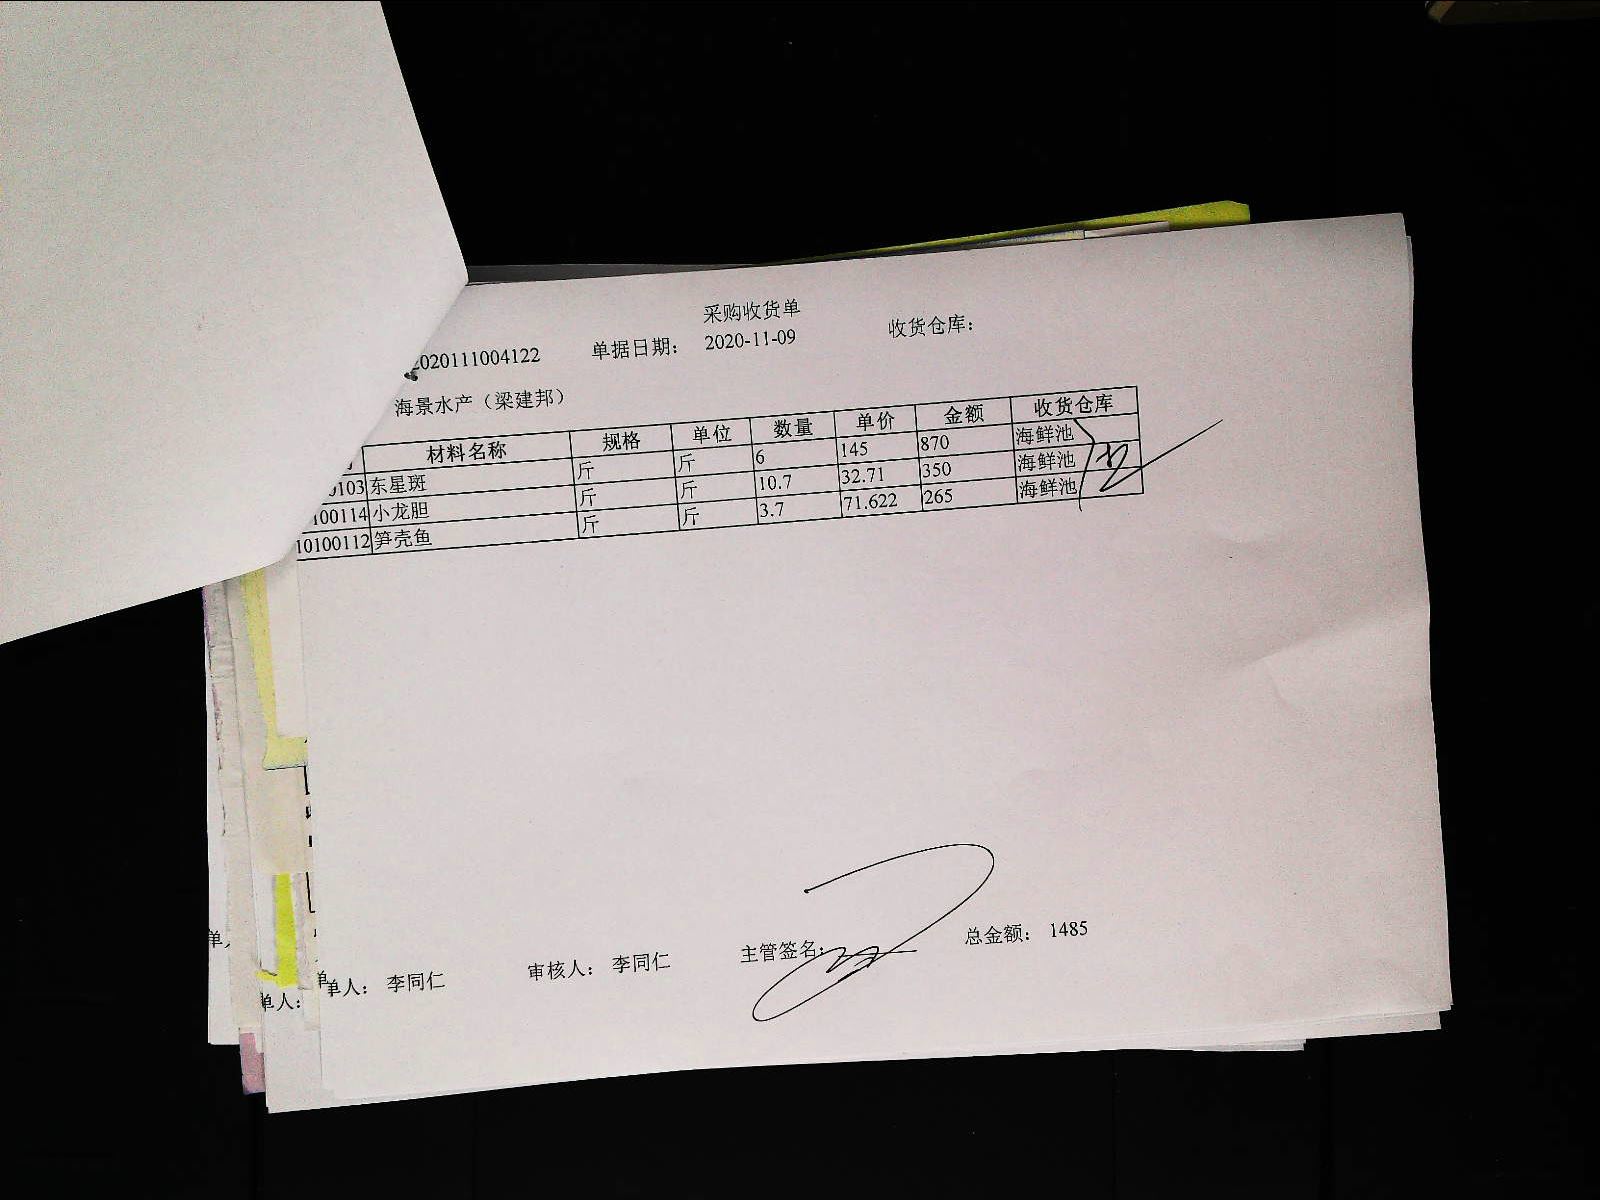 采购收货单
2020111004122 单据日期： 2020-11-09 收货仓库：
海景水产（梁建邦）
材料名称 规格 单位 数量 单价 金额 收货仓库
0103 东星斑 斤 斤 6 145 870 海鲜池
100114 小龙胆 斤 斤 10.7 32.71 350 海鲜池
10100112 笋壳鱼 斤 斤 3.7 71.622 265 海鲜池
单人： 李同仁 审核人： 李同仁 主管签名： 总金额： 1485
单人：
单